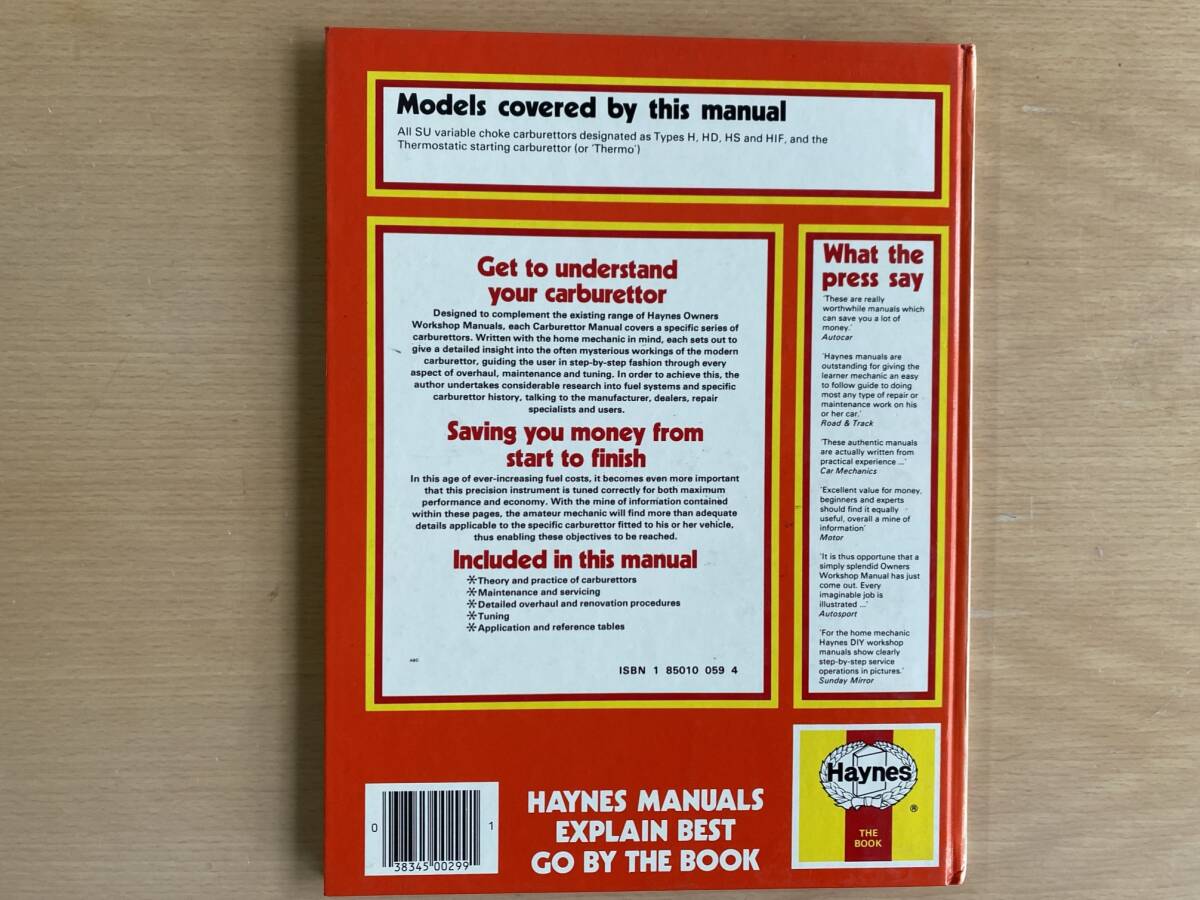 Models covered by this manual
All SU variable choke carburettors designated as Types H, HD, HS and HIF, and the
Thermostatic starting carburettor (or 'Thermo')
Get to understand
your carburettor
Designed to complement the existing range of Haynes Owners
Workshop Manuals, each Carburettor Manual covers a specific series of
carburettors. Written with the home mechanic in mind, each sets out to
give a detailed insight into the often mysterious workings of the modern
carburettor, guiding the user in step-by-step fashion through every
aspect of overhaul, maintenance and tuning. In order to achieve this, the
author undertakes considerable research into fuel systems and specific
carburettor history, talking to the manufacturer, dealers, repair
specialists and users.
Saving you money from
start to finish
In this age of ever-increasing fuel costs, it becomes even more important
that this precision instrument is tuned correctly for both maximum
performance and economy. With the mine of information contained
within these pages, the amateur mechanic will find more than adequate
details applicable to the specific carburettor fitted to his or her vehicle,
thus enabling these objectives to be reached.
Included in this manual
*Theory and practice of carburettors
*Maintenance and servicing
*Detailed overhaul and renovation procedures
*Tuning
*Application and reference tables
ABC
ISBN 1 85010 059 4
What the
press say
'These are really
worthwhile manuals which
can save you a lot of
money.'
Autocar
'Haynes manuals are
outstanding for giving the
learner mechanic an easy
to follow guide to doing
most any type of repair or
maintenance work on his
or her car.'
Road & Track
'These authentic manuals
are actually written from
practical experience ...'
Car Mechanics
'Excellent value for money,
beginners and experts
should find it equally
useful, overall a mine of
information'
Motor
'It is thus opportune that a
simply splendid Owners
Workshop Manual has just
come out. Every
imaginable job is
illustrated ...'
Autosport
'For the home mechanic
Haynes DIY workshop
manuals show clearly
step-by-step service
operations in pictures.'
Sunday Mirror
0 38345 00299 1
HAYNES MANUALS
EXPLAIN BEST
GO BY THE BOOK
Haynes
®
THE
BOOK